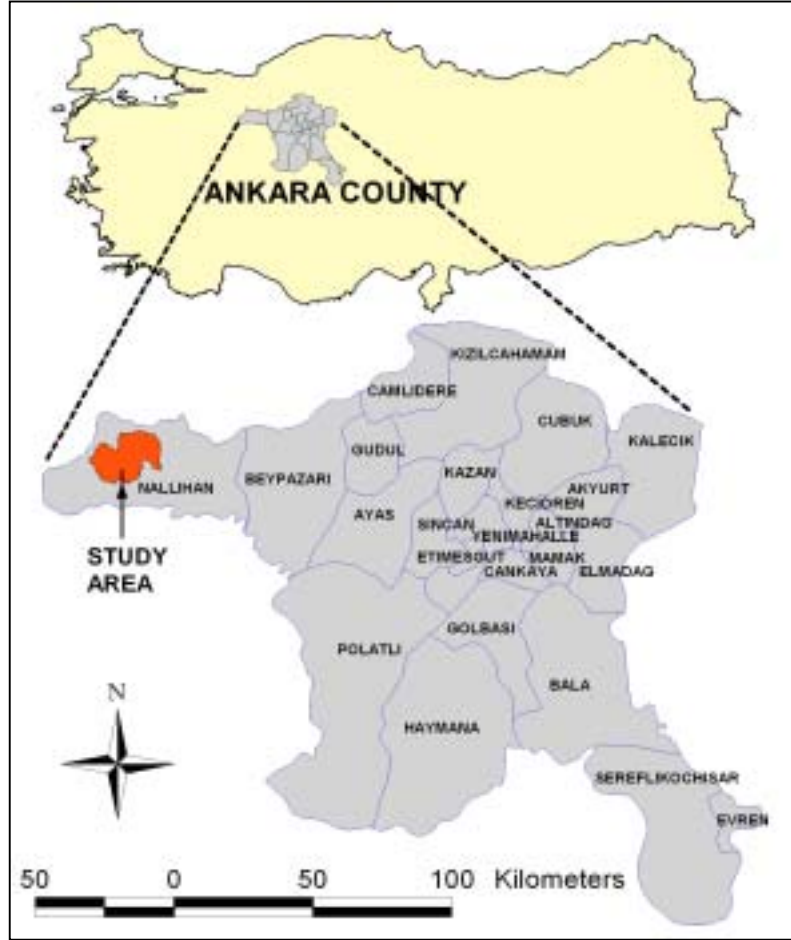 ANKARA COUNTY
KIZILCAHAMAM
CAMLIDERE
CUBUK
KALECIK
GUDUL
KAZAN
BEYPAZARI
NALLIHAN
AKYURT
KECIOREN
AYAS
SINCAN
ALTINDAG
YENIMAHALLE
ETIMESGUT
MAMAK
CANKAYA
ELMADAG
STUDY
AREA
GOLBASI
POLATLI
BALA
HAYMANA
N
SEREFLIKOCHISAR
EVREN
50 0 50 100 Kilometers